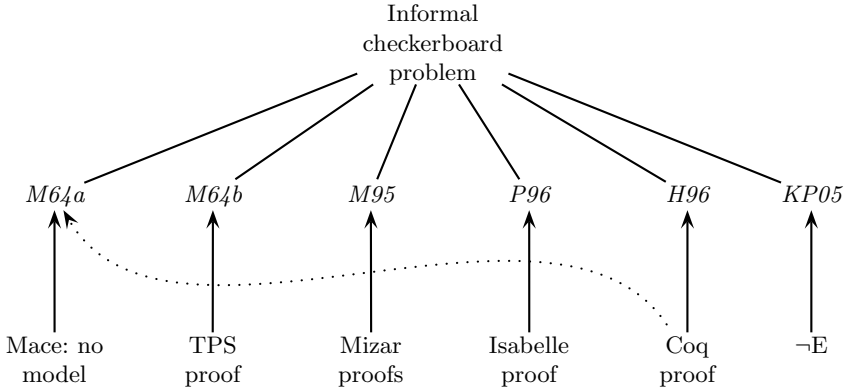 Informal
checkerboard
problem
M64a M64b M95 P96 H96 KP05
Mace: no model
TPS proof
Mizar proofs
Isabelle proof
Coq proof
¬E